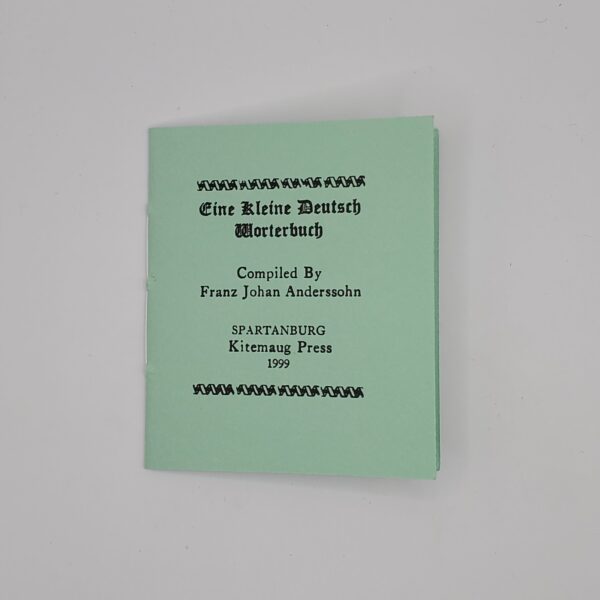 Eine Kleine Deutsch
Worterbuch
Compiled By
Franz Johan Anderssohn
SPARTANBURG
Kitemaug Press
1999